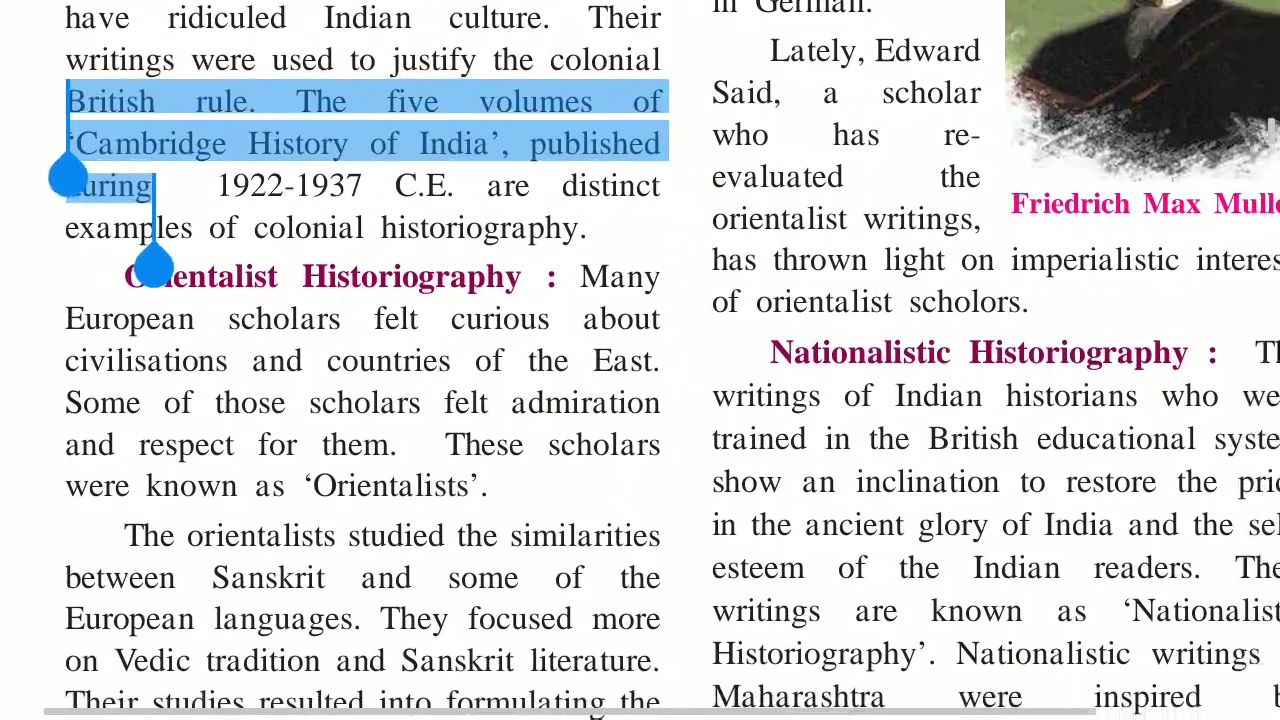 have ridiculed Indian culture. Their
writings were used to justify the colonial
British rule. The five volumes of
‘Cambridge History of India’, published
during 1922-1937 C.E. are distinct
examples of colonial historiography.
Orientalist Historiography : Many
European scholars felt curious about
civilisations and countries of the East.
Some of those scholars felt admiration
and respect for them. These scholars
were known as ‘Orientalists’.
The orientalists studied the similarities
between Sanskrit and some of the
European languages. They focused more
on Vedic tradition and Sanskrit literature.
Their studies resulted into formulating the
in German.
Lately, Edward
Said, a scholar
who has re-
evaluated the
orientalist writings,
has thrown light on imperialistic interes
of orientalist scholors.
Friedrich Max Mulle
Nationalistic Historiography : Th
writings of Indian historians who we
trained in the British educational syste
show an inclination to restore the prid
in the ancient glory of India and the sel
esteem of the Indian readers. The
writings are known as ‘Nationalist
Historiography’. Nationalistic writings
Maharashtra were inspired b